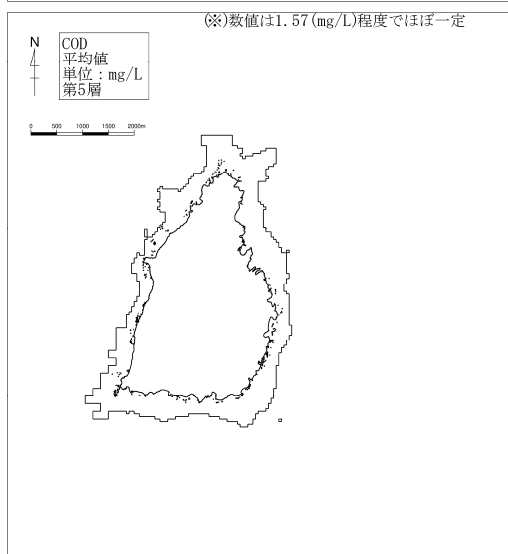 (※)数値は1.57(mg/L)程度でほぼ一定
N
COD
平均値
単位：mg/L
第5層
0 500 1000 1500 2000m